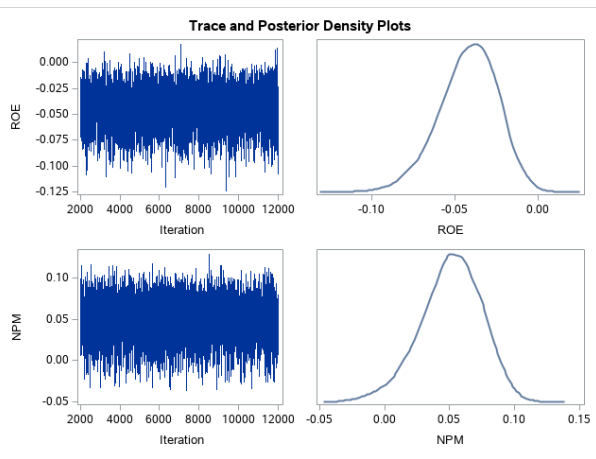 Trace and Posterior Density Plots
ROE
0.000
-0.025
-0.050
-0.075
-0.100
-0.125
2000 4000 6000 8000 10000 12000
Iteration
-0.10 -0.05 0.00
ROE
NPM
0.10
0.05
0.00
-0.05
2000 4000 6000 8000 10000 12000
Iteration
-0.05 0.00 0.05 0.10 0.15
NPM